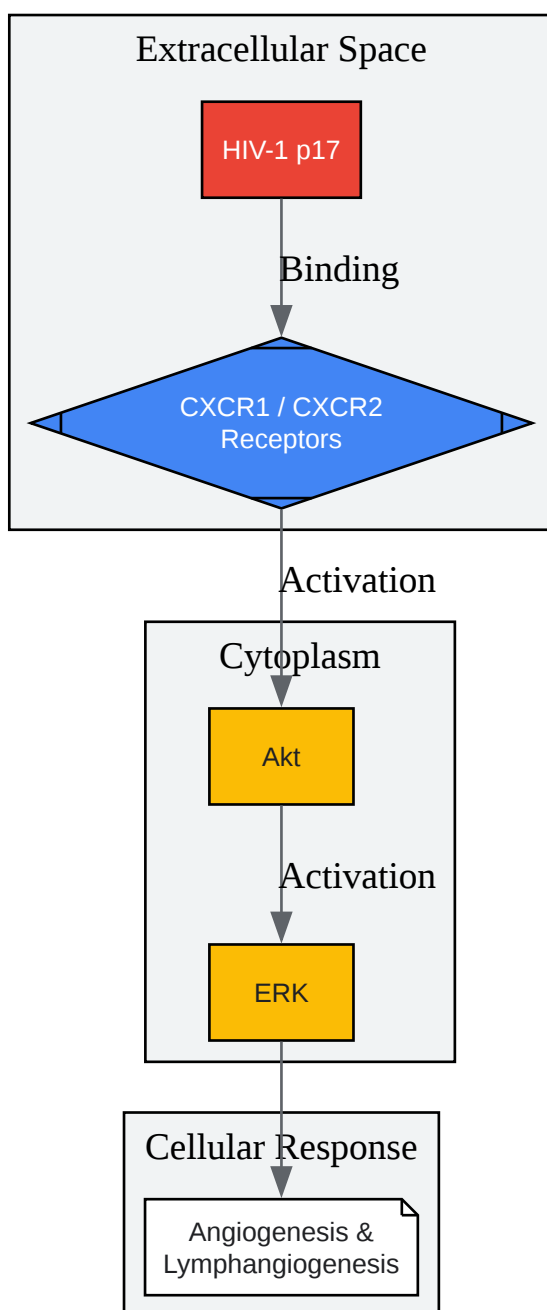 Extracellular Space
HIV-1 p17
Binding
CXCR1 / CXCR2
Receptors
Activation
Cytoplasm
Akt
Activation
ERK
Cellular Response
Angiogenesis &
Lymphangiogenesis